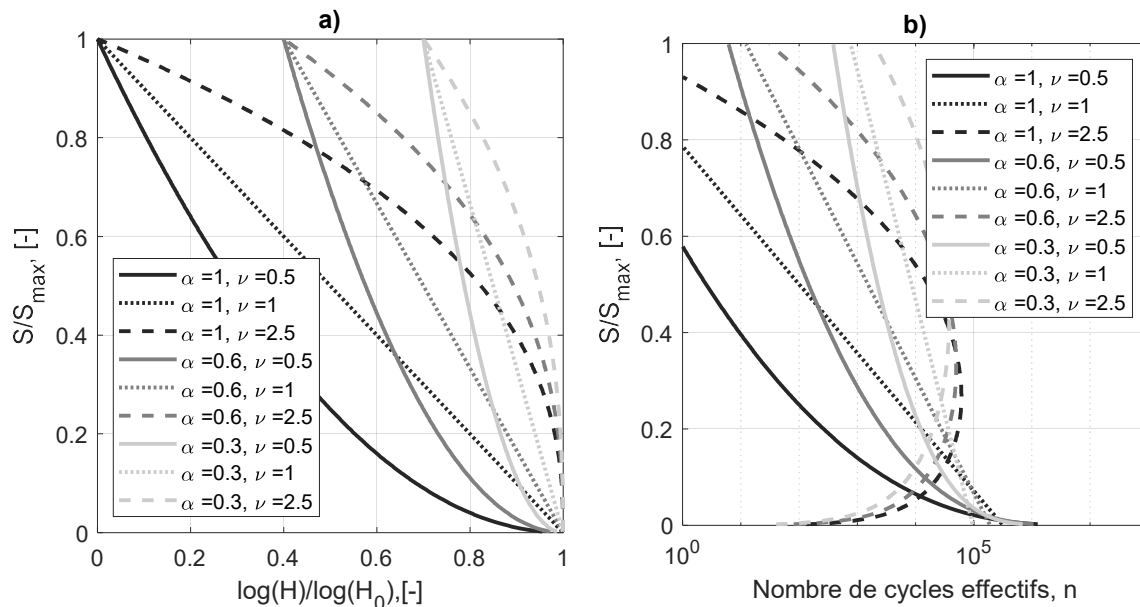 a)
S/S_max, [-]
1
0.8
0.6
0.4
0.2
0
α =1, ν =0.5
α =1, ν =1
α =1, ν =2.5
α =0.6, ν =0.5
α =0.6, ν =1
α =0.6, ν =2.5
α =0.3, ν =0.5
α =0.3, ν =1
α =0.3, ν =2.5
0 0.2 0.4 0.6 0.8 1
log(H)/log(H_0),[-]
b)
S/S_max, [-]
1
0.8
0.6
0.4
0.2
0
α =1, ν =0.5
α =1, ν =1
α =1, ν =2.5
α =0.6, ν =0.5
α =0.6, ν =1
α =0.6, ν =2.5
α =0.3, ν =0.5
α =0.3, ν =1
α =0.3, ν =2.5
10^0 10^5
Nombre de cycles effectifs, n